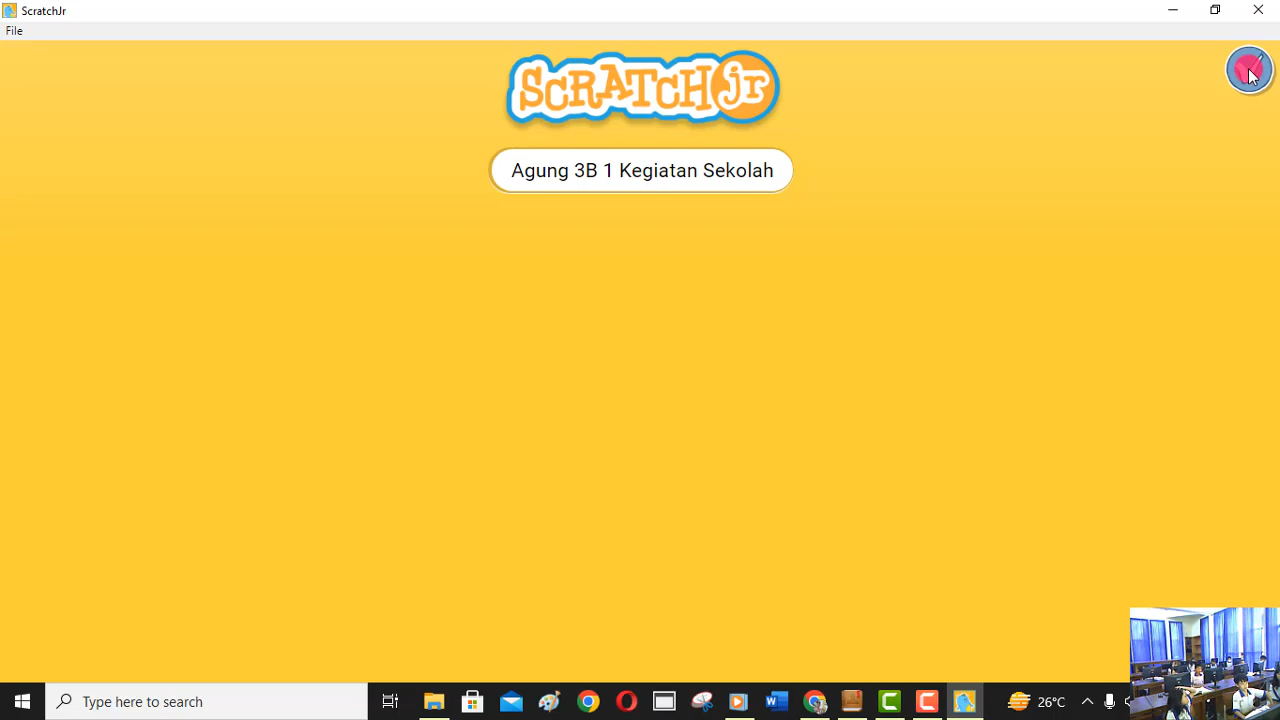 ScratchJr
File
SCRATCH jr
Agung 3B 1 Kegiatan Sekolah
Type here to search
26°C